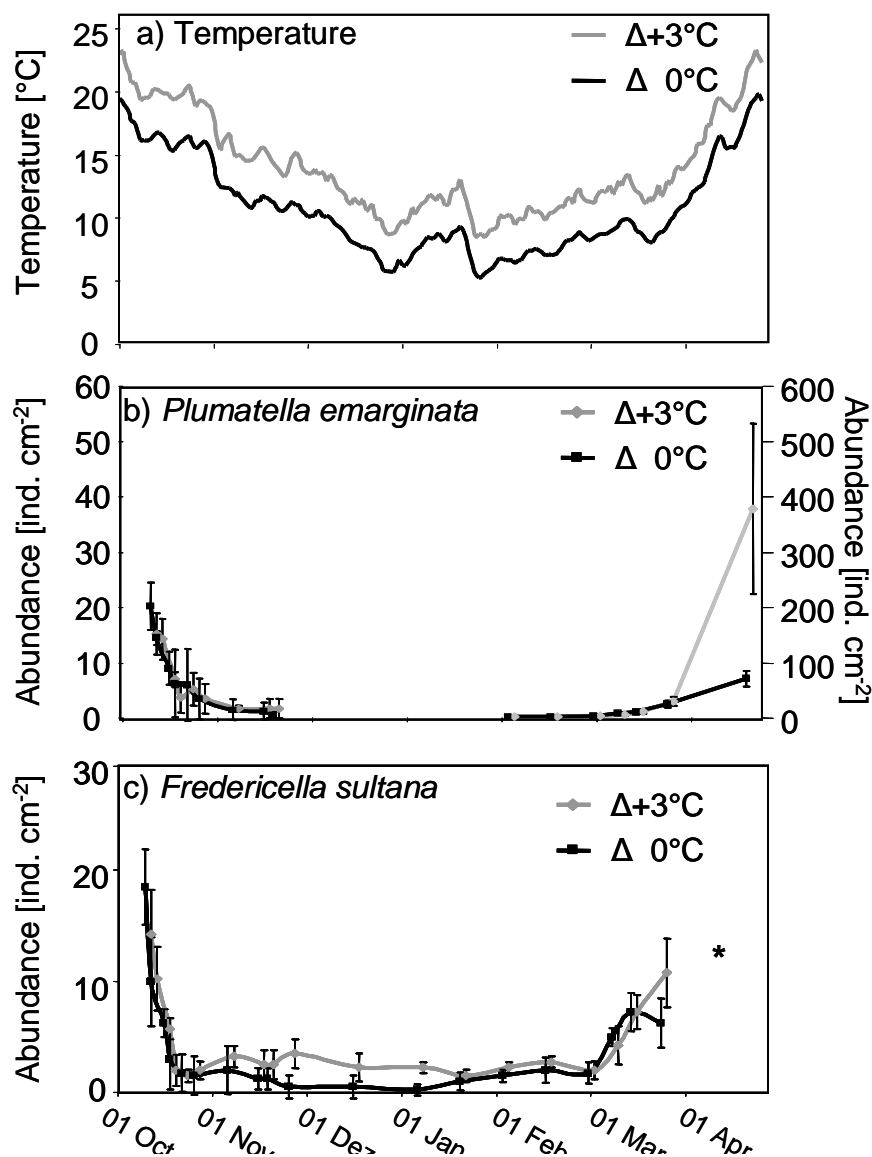 a) Temperature
Δ+3°C
Δ 0°C
Temperature [°C]
25
20
15
10
5
0
b) Plumatella emarginata
Δ+3°C
Δ 0°C
Abundance [ind. cm-2]
60
50
40
30
20
10
0
600
500
400
300
200
100
0
Abundance [ind. cm-2]
c) Fredericella sultana
Δ+3°C
Δ 0°C
Abundance [ind. cm-2]
30
20
10
0
*
01 Oct
01 Nov
01 Dez
01 Jan
01 Feb
01 Mar
01 Apr